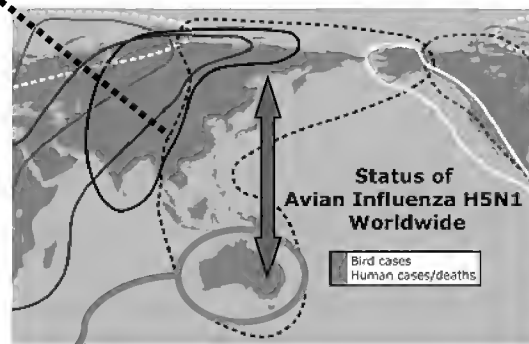 Status of
Avian Influenza H5N1
Worldwide
Bird cases
Human cases/deaths